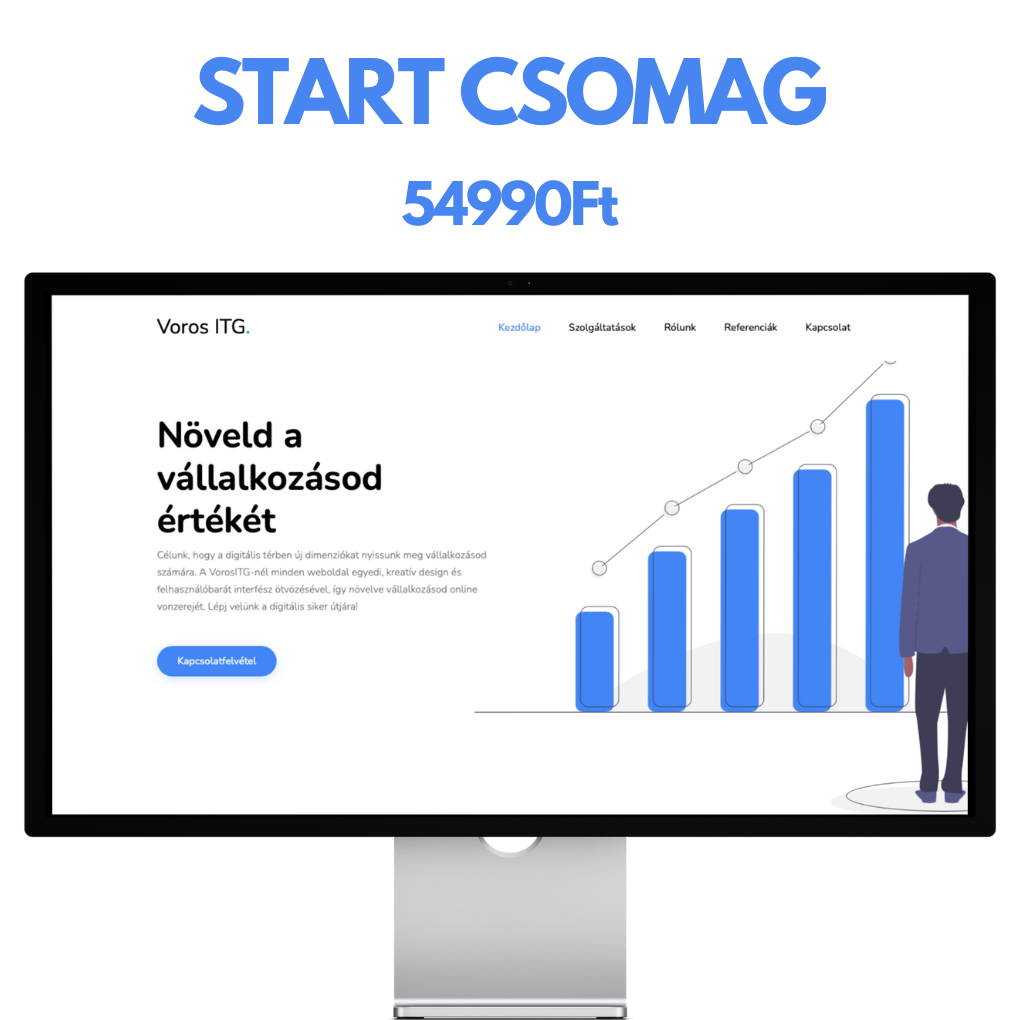 START CSOMAG
54990Ft
Voros ITG.
Kezdőlap
Szolgáltatások
Rólunk
Referenciák
Kapcsolat
Növeld a
vállalkozásod
értékét
Célunk, hogy a digitális térben új dimenziókat nyissunk meg vállalkozásod
számára. A VorosITG-nél minden weboldal egyedi, kreatív design és
felhasználóbarát interfész ötvözésével, így növelve vállalkozásod online
vonzerejét. Lépj velünk a digitális siker útjára!
Kapcsolatfelvétel